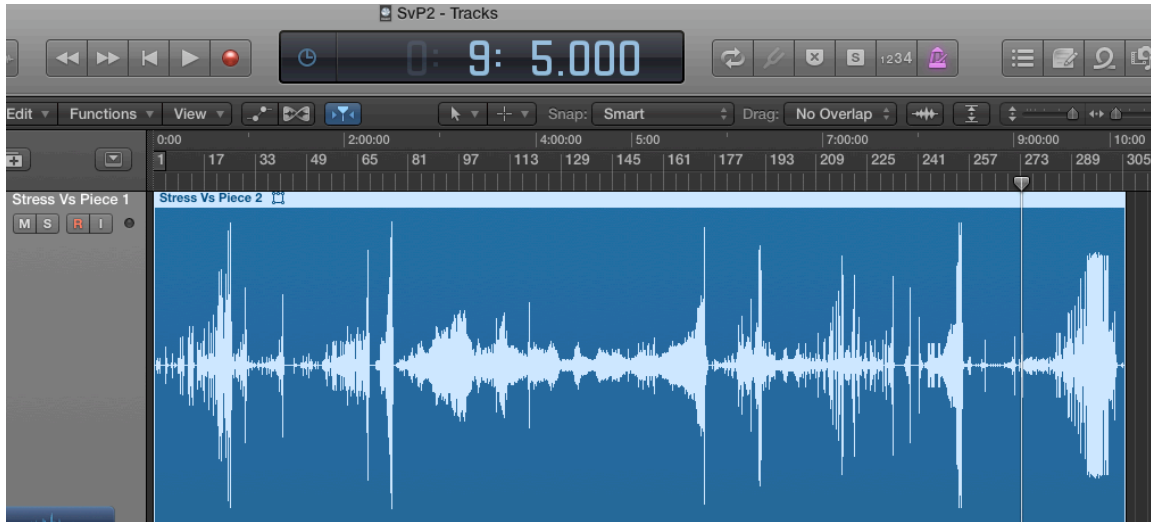 SvP2 - Tracks
0: 9: 5.000
S 1234
Edit Functions View Snap: Smart Drag: No Overlap
0:00 2:00:00 4:00:00 5:00 7:00:00 9:00:00 10:00
1 17 33 49 65 81 97 113 129 145 161 177 193 209 225 241 257 273 289 305
Stress Vs Piece 1 Stress Vs Piece 2
M S R I